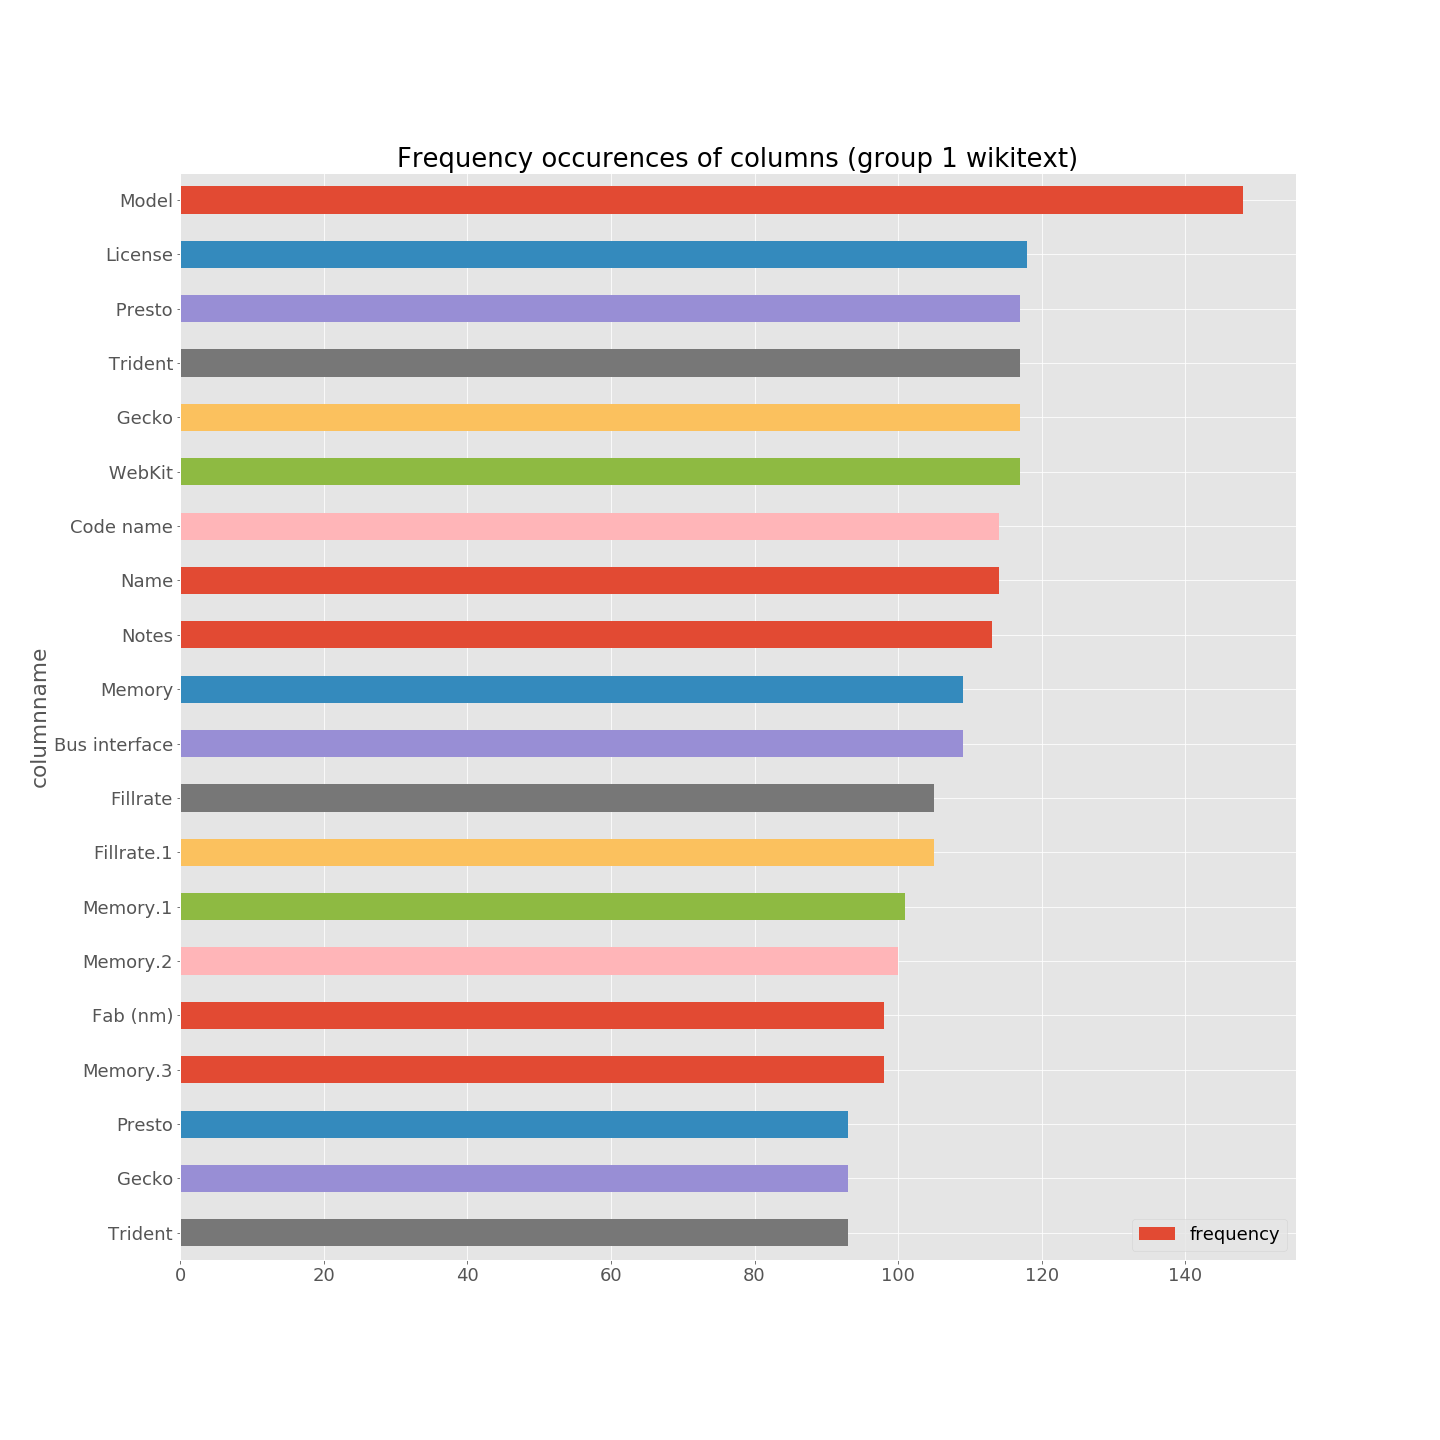 Frequency occurences of columns (group 1 wikitext)
columnname
Model
License
Presto
Trident
Gecko
WebKit
Code name
Name
Notes
Memory
Bus interface
Fillrate
Fillrate.1
Memory.1
Memory.2
Fab (nm)
Memory.3
Presto
Gecko
Trident
frequency
0 20 40 60 80 100 120 140